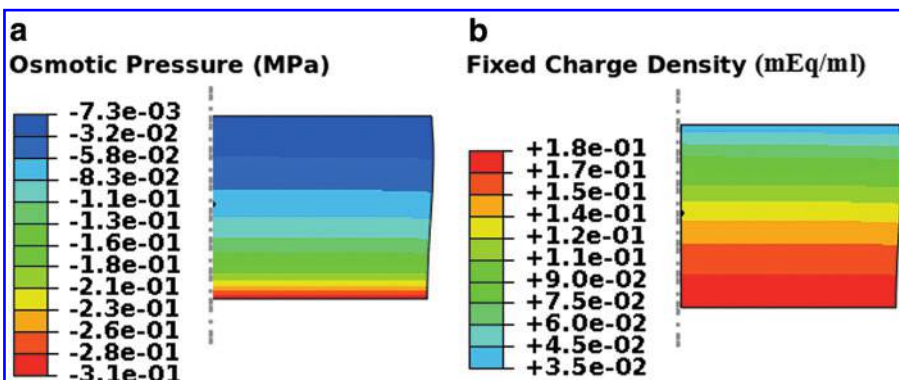 a
Osmotic Pressure (MPa)
-7.3e-03
-3.2e-02
-5.8e-02
-8.3e-02
-1.1e-01
-1.3e-01
-1.6e-01
-1.8e-01
-2.1e-01
-2.3e-01
-2.6e-01
-2.8e-01
-3.1e-01
b
Fixed Charge Density (mEq/ml)
+1.8e-01
+1.7e-01
+1.5e-01
+1.4e-01
+1.2e-01
+1.1e-01
+9.0e-02
+7.5e-02
+6.0e-02
+4.5e-02
+3.5e-02